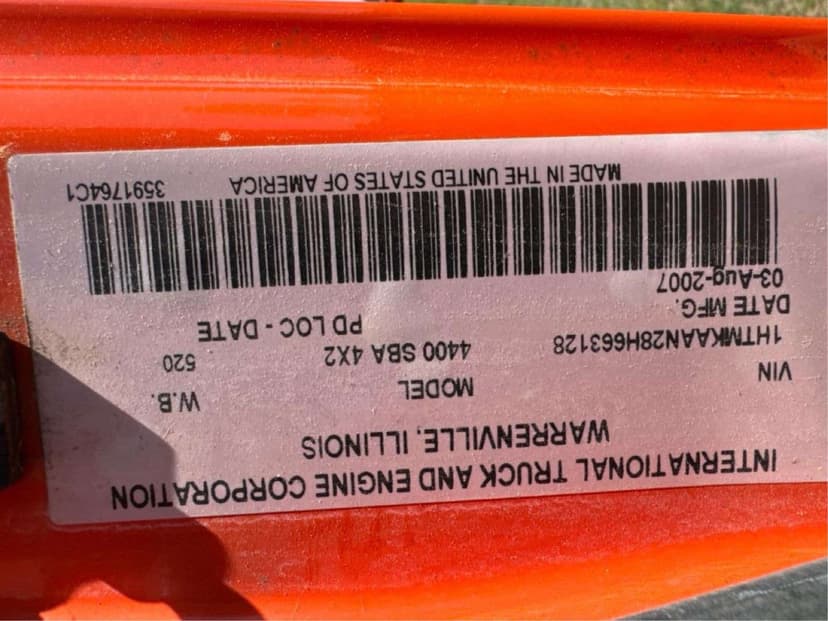 INTERNATIONAL TRUCK AND ENGINE CORPORATION
WARRENVILLE, ILLINOIS
VIN MODEL W.B.
1HTMKAAN28H663128 4400 SBA 4X2 520
DATE MFG. PD LOC - DATE
03-Aug-2007
MADE IN THE UNITED STATES OF AMERICA 3591764C1